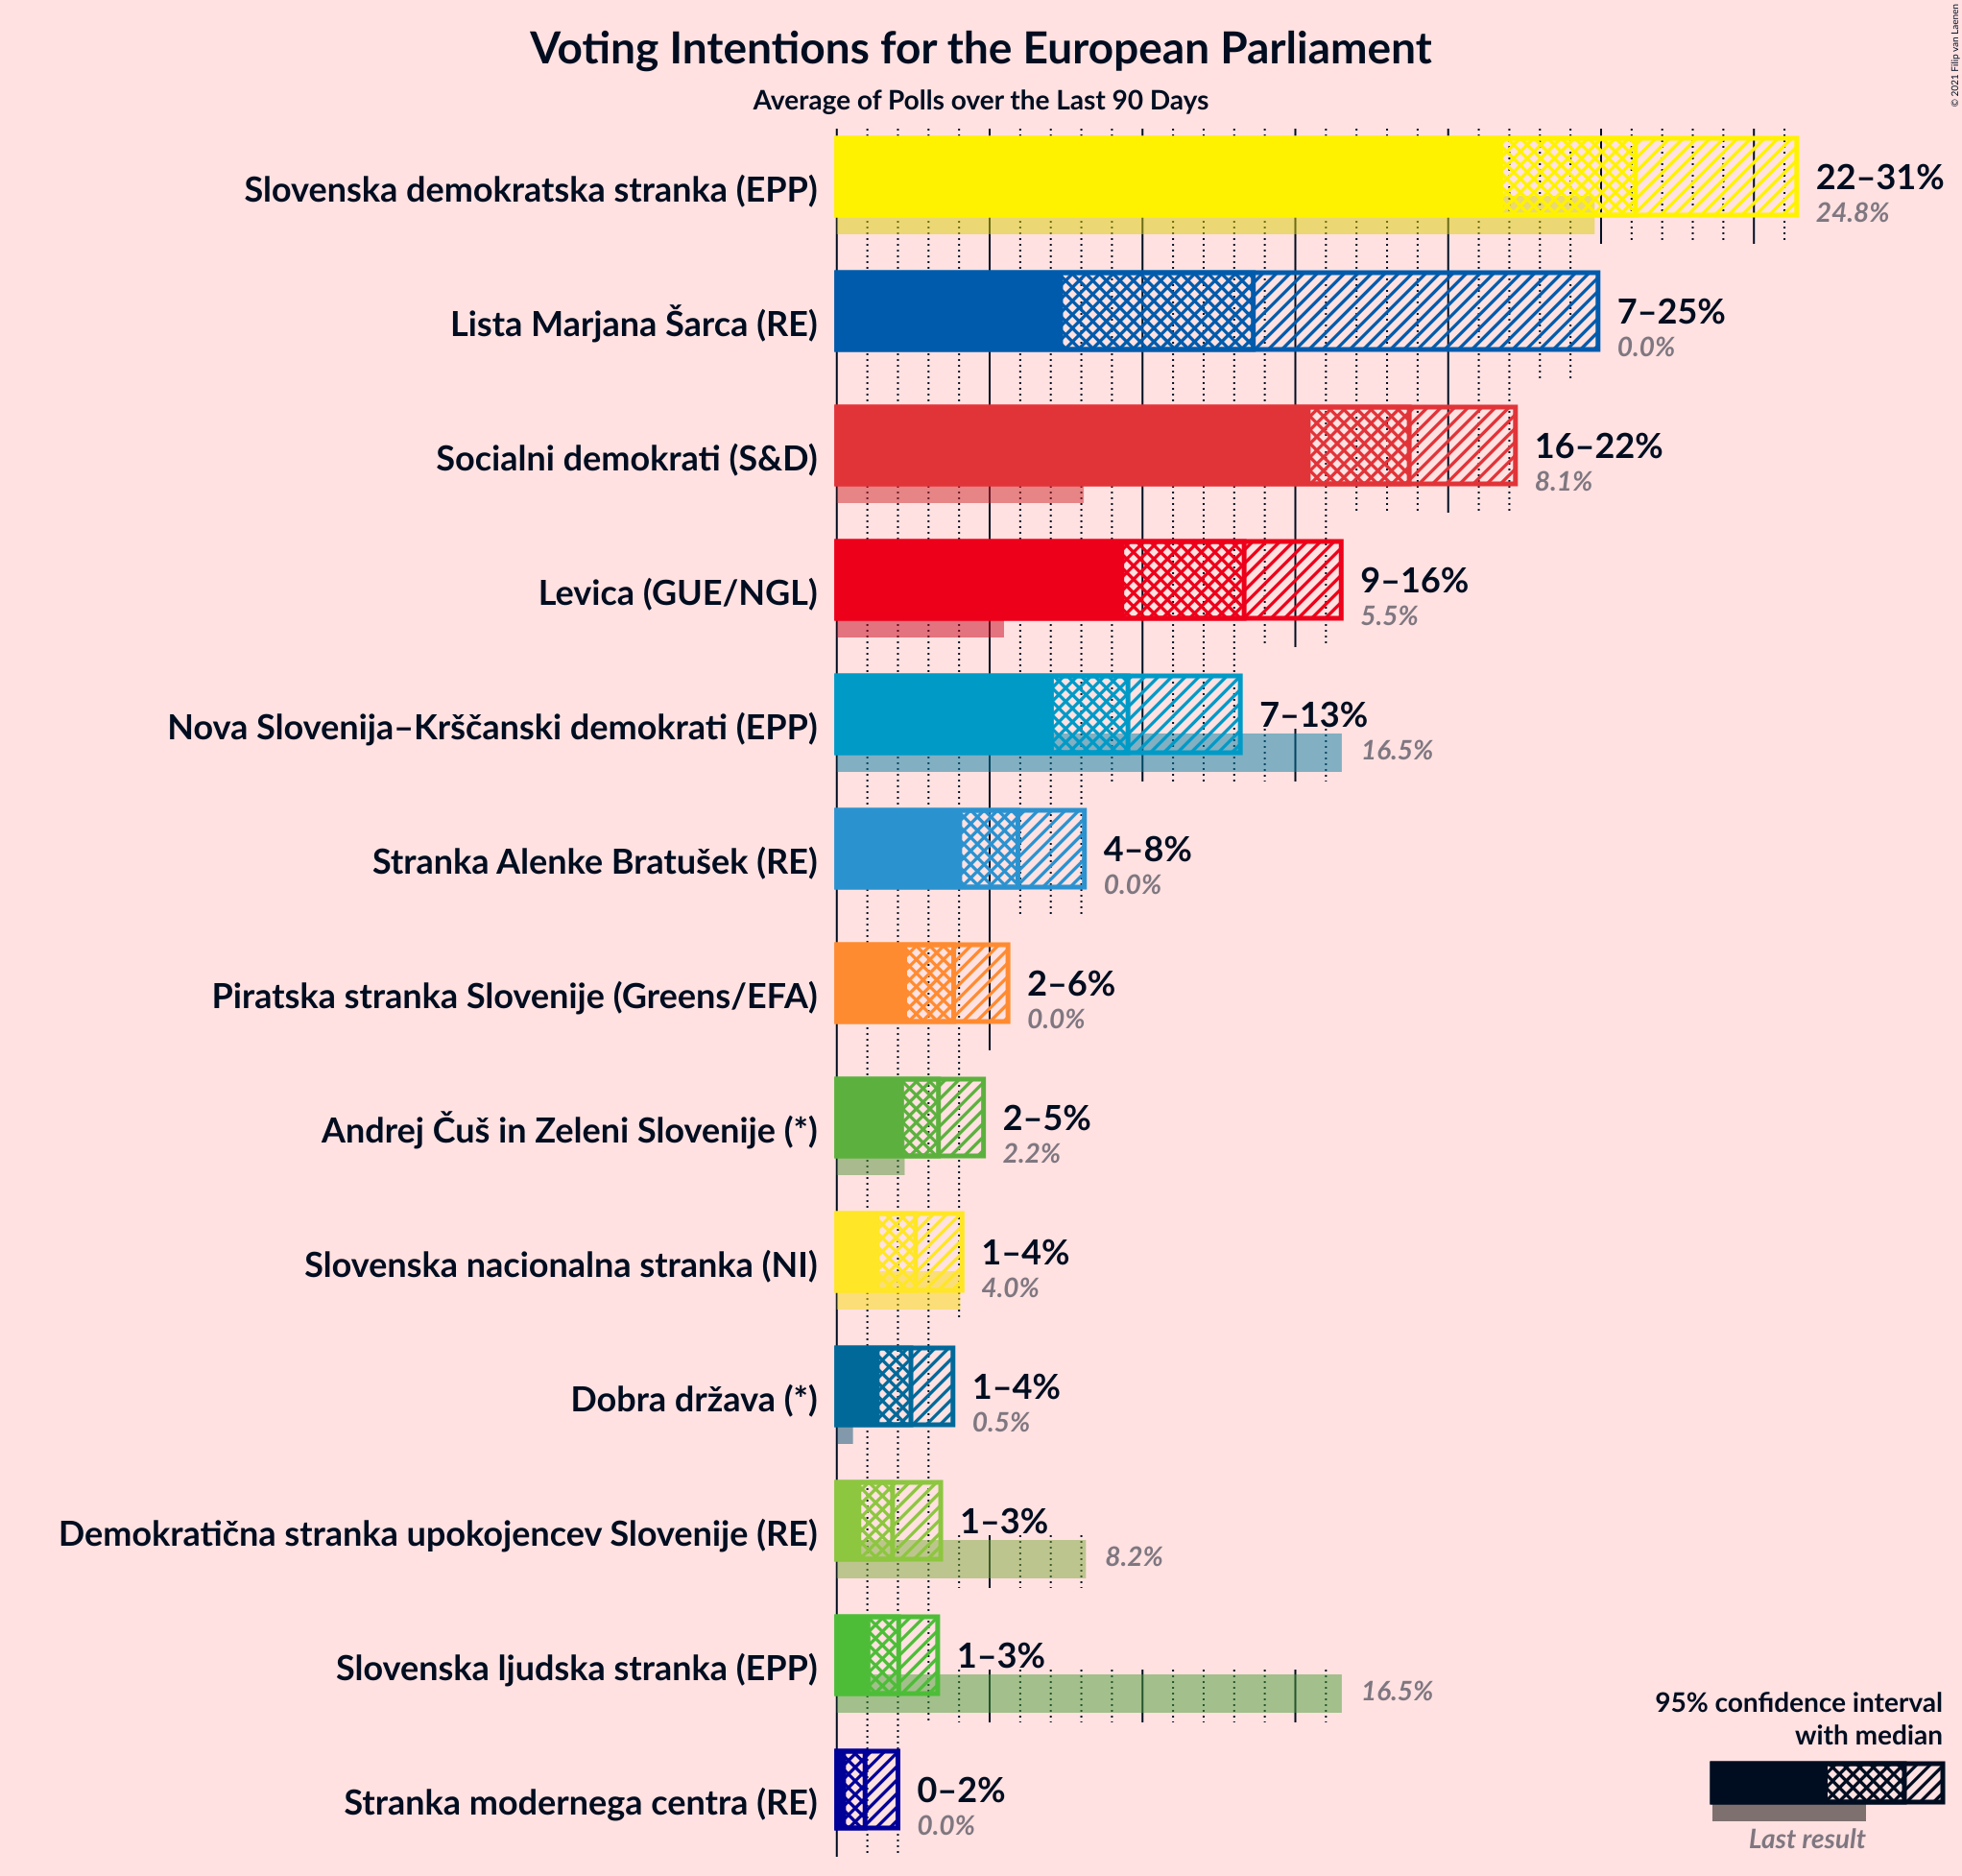 © 2021 Filip van Laenen
Voting Intentions for the European Parliament
Average of Polls over the Last 90 Days
Slovenska demokratska stranka (EPP)
22–31%
24.8%
Lista Marjana Šarca (RE)
7–25%
0.0%
Socialni demokrati (S&D)
16–22%
8.1%
Levica (GUE/NGL)
9–16%
5.5%
Nova Slovenija–Krščanski demokrati (EPP)
7–13%
16.5%
Stranka Alenke Bratušek (RE)
4–8%
0.0%
Piratska stranka Slovenije (Greens/EFA)
2–6%
0.0%
Andrej Čuš in Zeleni Slovenije (*)
2–5%
2.2%
Slovenska nacionalna stranka (NI)
1–4%
4.0%
Dobra država (*)
1–4%
0.5%
Demokratična stranka upokojencev Slovenije (RE)
1–3%
8.2%
Slovenska ljudska stranka (EPP)
1–3%
16.5%
Stranka modernega centra (RE)
0–2%
0.0%
95% confidence interval
with median
Last result